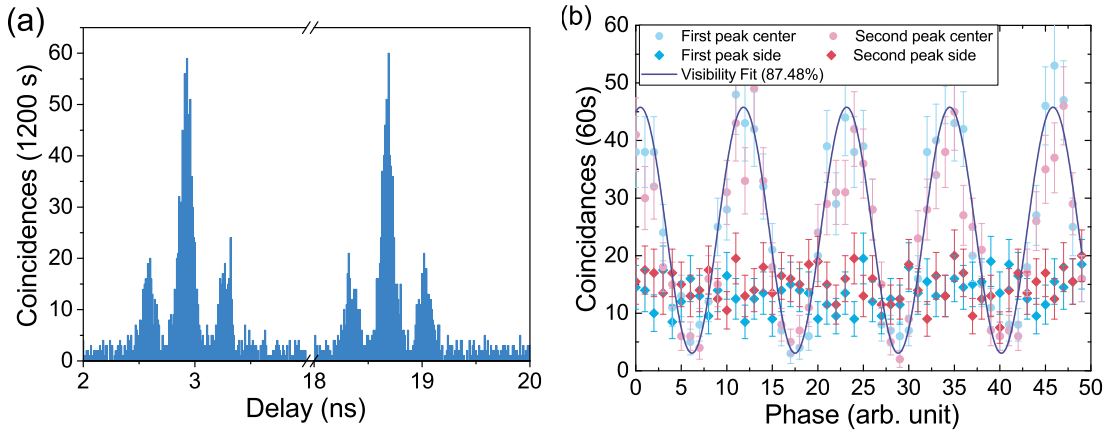 (a)
Coincidences (1200 s)
60
50
40
30
20
10
0
2
3
18
19
20
Delay (ns)
(b)
Coincidances (60s)
60
50
40
30
20
10
0
First peak center
Second peak center
First peak side
Second peak side
Visibility Fit (87.48%)
0
5
10
15
20
25
30
35
40
45
50
Phase (arb. unit)